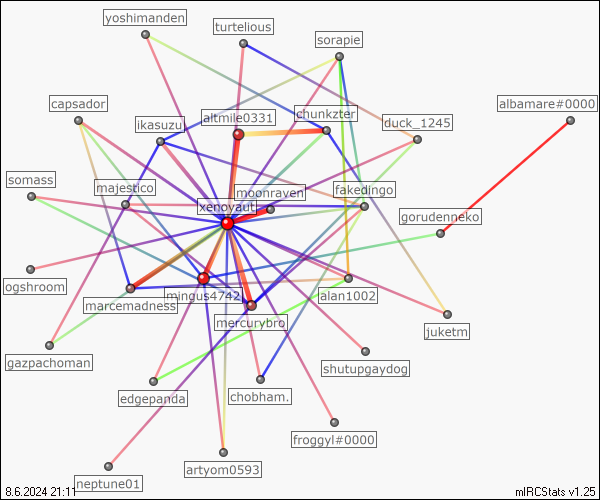 yoshimanden
turtelious
sorapie
capsador
ikasuzu
altmile0331
chunkzter
duck_1245
albamare#0000
somass
majestico
moonraven
fakedingo
xenoyaut
gorudenneko
ogshroom
marcemadness
mingus4742
alan1002
mercurybro
juketm
gazpachoman
shutupgaydog
edgepanda
chobham.
froggyl#0000
artyom0593
neptune01
8.6.2024 21:11
mIRCStats v1.25